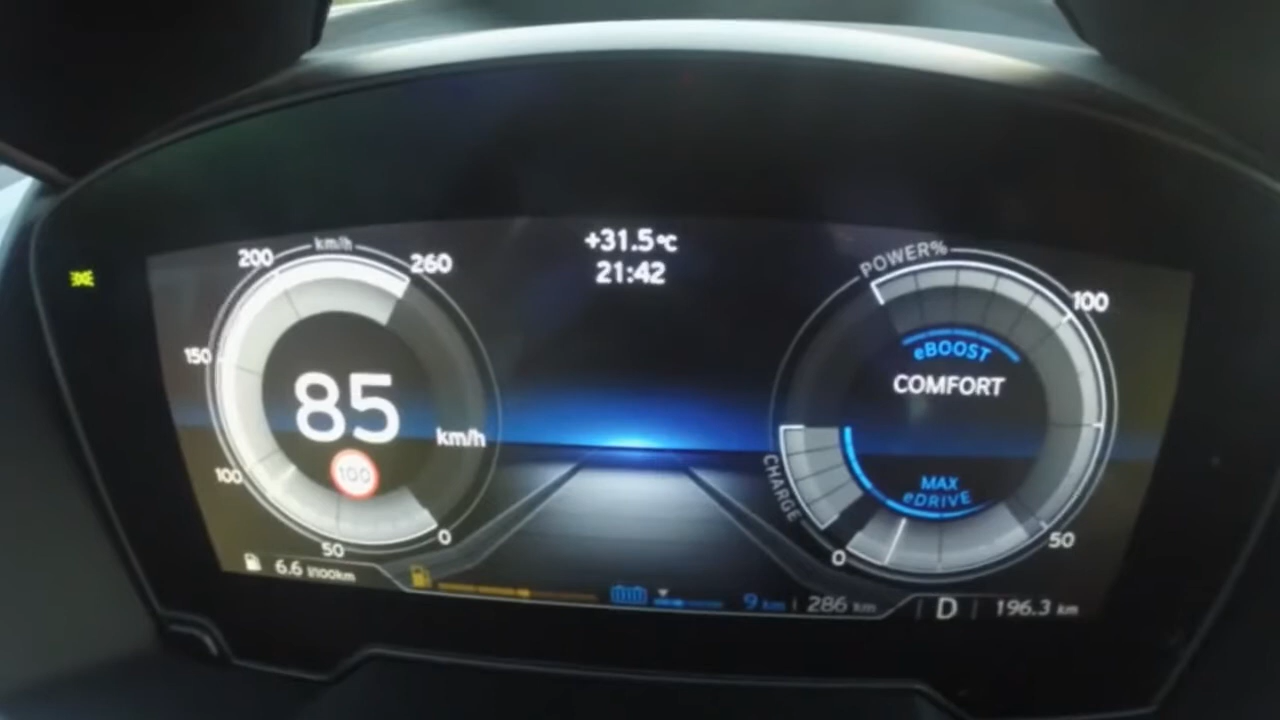 km/h
200
260
150
100
50
0
85
km/h
100
6.6 l/100km
+31.5°C
21:42
POWER%
100
eBOOST
COMFORT
MAX
eDRIVE
CHARGE
0
50
9 km | 286 km
D
196.3 km